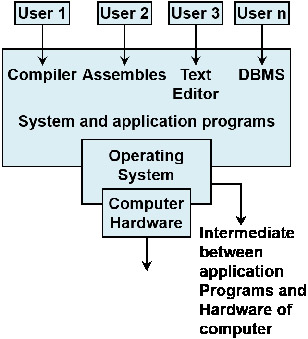 User 1 User 2 User 3 User n
Compiler Assembles Text Editor DBMS
System and application programs
Operating
System
Computer
Hardware
Intermediate
between
application
Programs and
Hardware of
computer